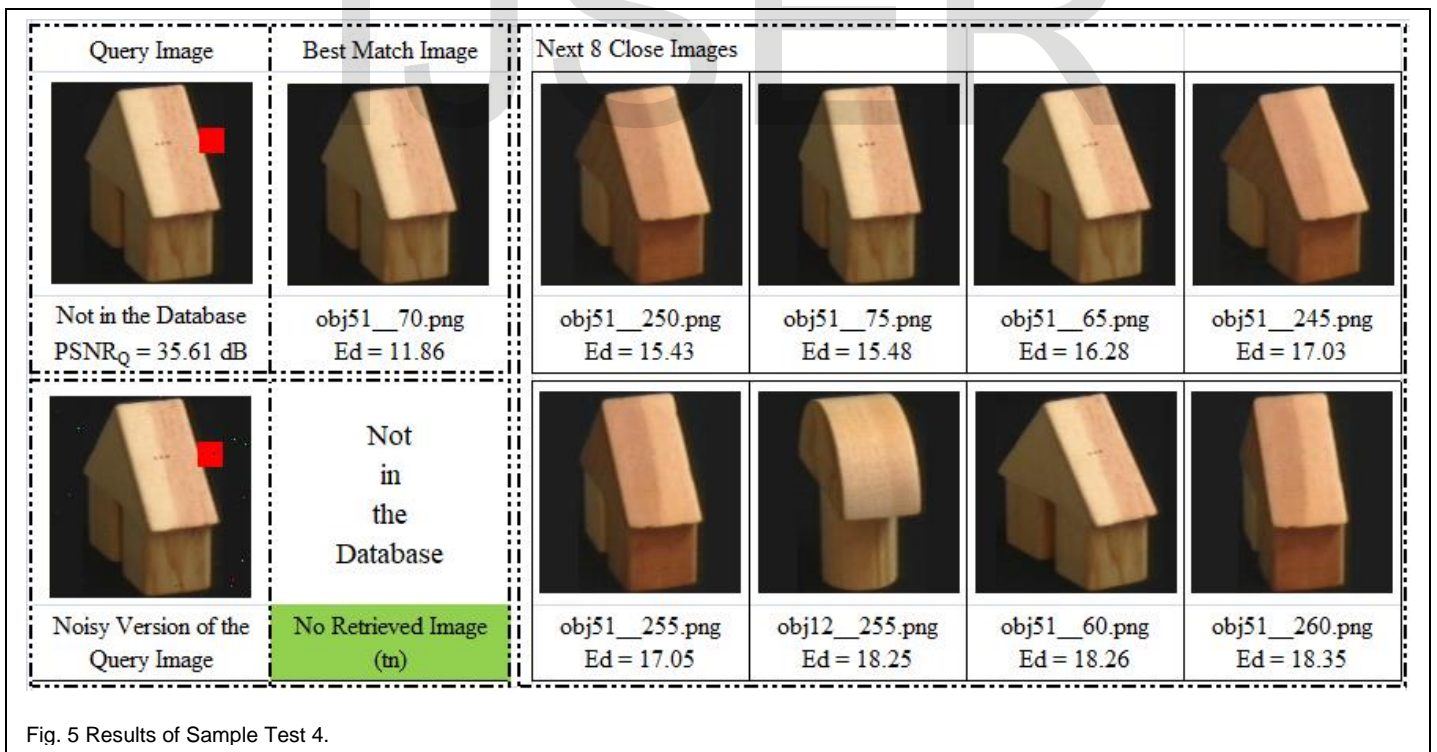 IJSER
Query Image
Best Match Image
Next 8 Close Images
Not in the Database
PSNR_Q = 35.61 dB
obj51__70.png
Ed = 11.86
obj51__250.png
Ed = 15.43
obj51__75.png
Ed = 15.48
obj51__65.png
Ed = 16.28
obj51__245.png
Ed = 17.03
Not
in
the
Database
Noisy Version of the
Query Image
No Retrieved Image
(tn)
obj51__255.png
Ed = 17.05
obj12__255.png
Ed = 18.25
obj51__60.png
Ed = 18.26
obj51__260.png
Ed = 18.35
Fig. 5 Results of Sample Test 4.